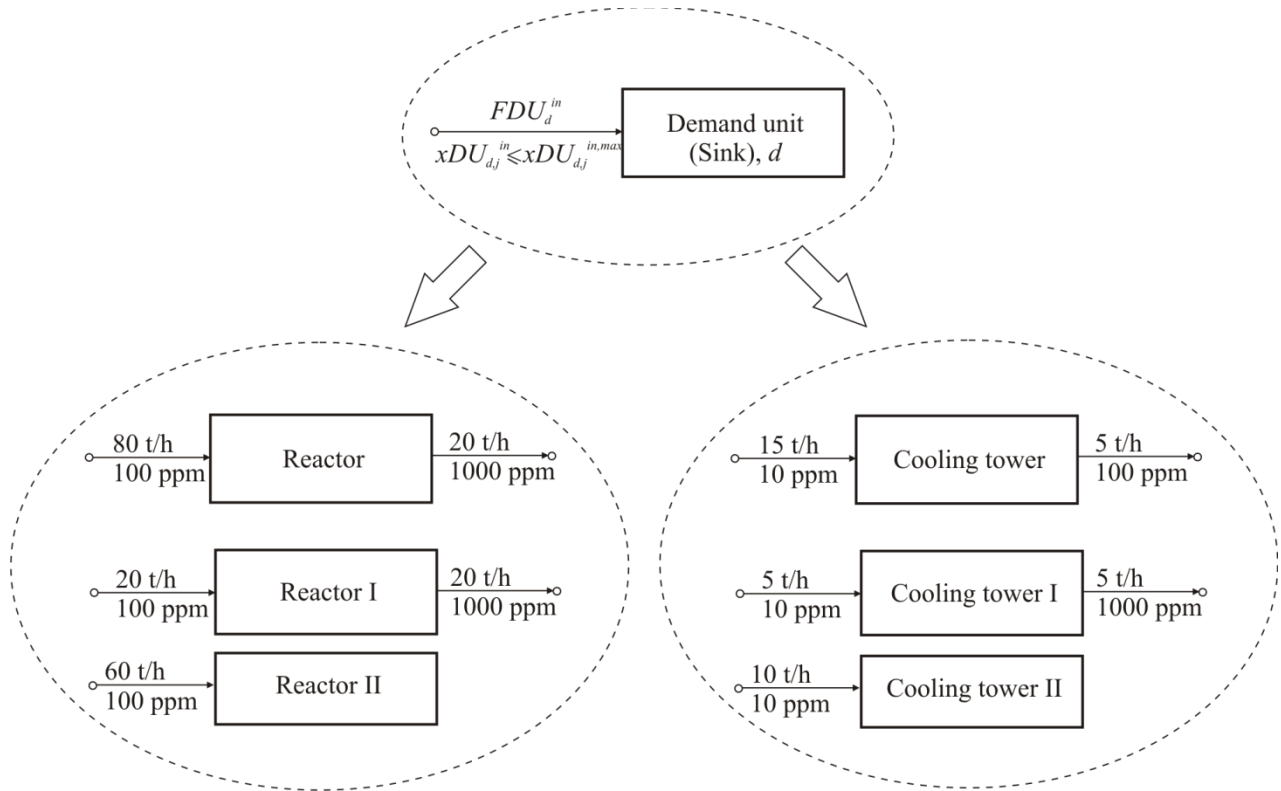 FDU_d^{in}
xDU_{d,j}^{in} ⩽ xDU_{d,j}^{in,max}
Demand unit
(Sink), d
80 t/h
100 ppm
Reactor
20 t/h
1000 ppm
20 t/h
100 ppm
Reactor I
20 t/h
1000 ppm
60 t/h
100 ppm
Reactor II
15 t/h
10 ppm
Cooling tower
5 t/h
100 ppm
5 t/h
10 ppm
Cooling tower I
5 t/h
1000 ppm
10 t/h
10 ppm
Cooling tower II